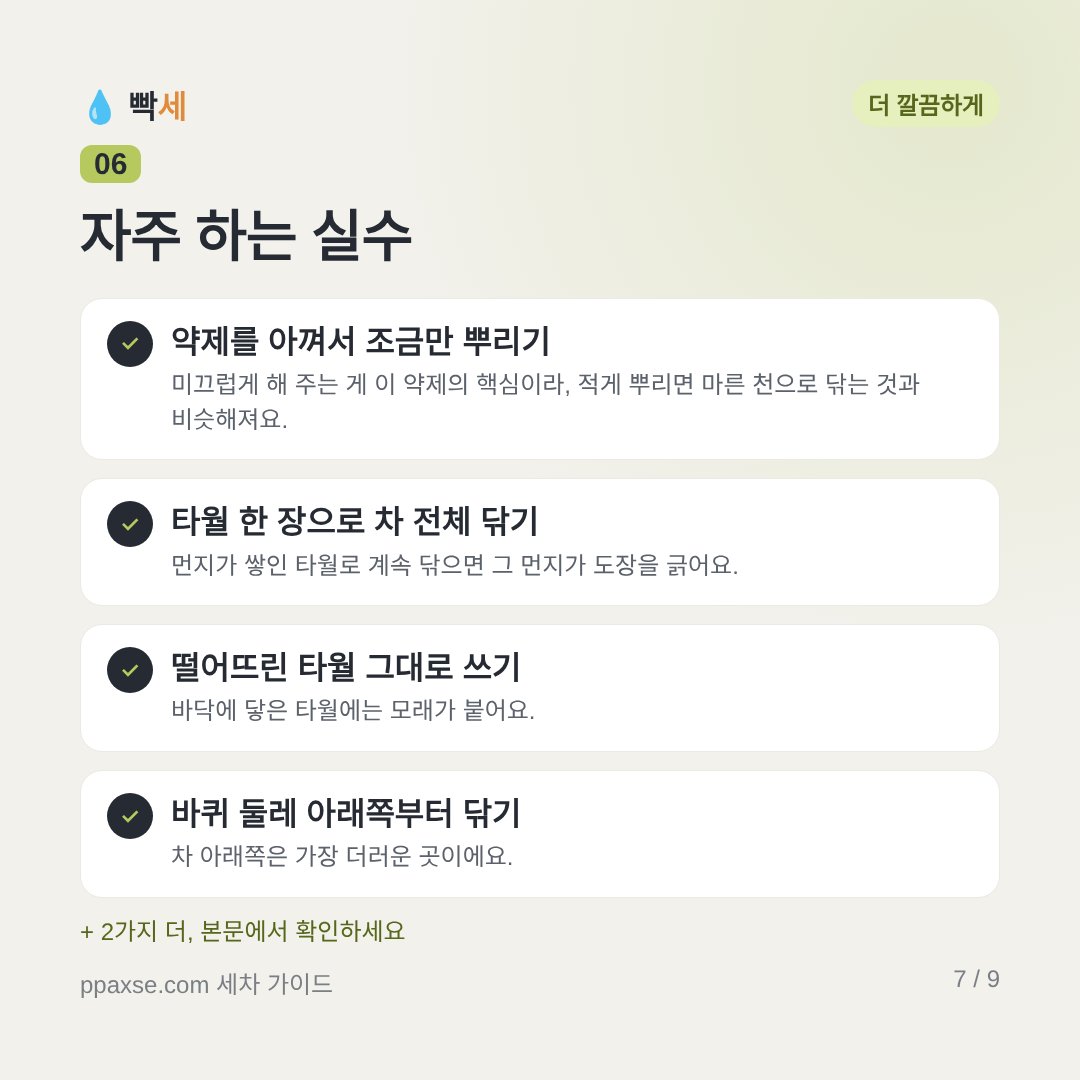 빡세
더 깔끔하게
06
자주 하는 실수
약제를 아껴서 조금만 뿌리기
미끄럽게 해 주는 게 이 약제의 핵심이라, 적게 뿌리면 마른 천으로 닦는 것과
비슷해져요.
타월 한 장으로 차 전체 닦기
먼지가 쌓인 타월로 계속 닦으면 그 먼지가 도장을 긁어요.
떨어뜨린 타월 그대로 쓰기
바닥에 닿은 타월에는 모래가 붙어요.
바퀴 둘레 아래쪽부터 닦기
차 아래쪽은 가장 더러운 곳이에요.
+ 2가지 더, 본문에서 확인하세요
ppaxse.com 세차 가이드
7 / 9